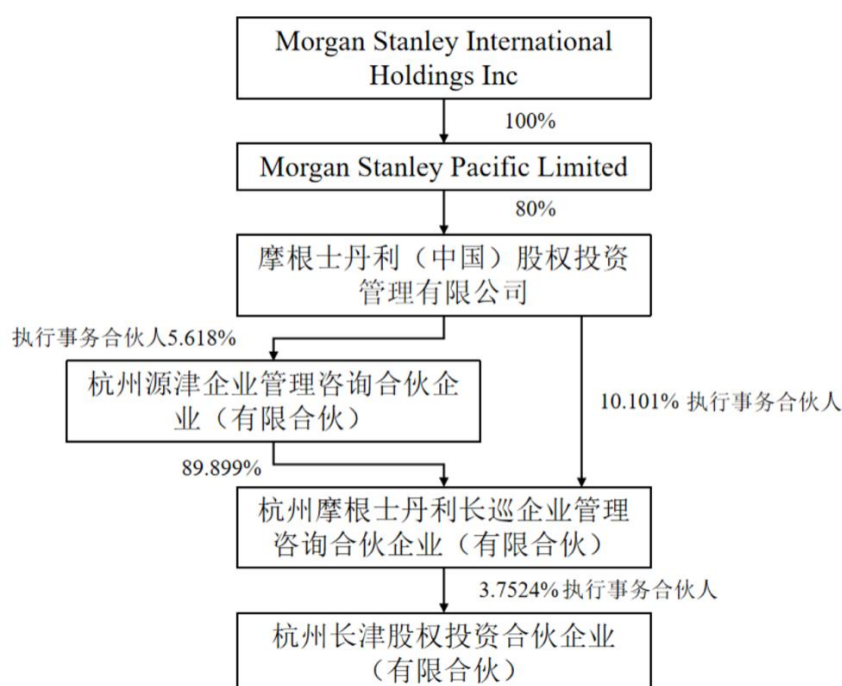 Morgan Stanley International
Holdings Inc
100%
Morgan Stanley Pacific Limited
80%
摩根士丹利（中国）股权投资
管理有限公司
执行事务合伙人5.618%
杭州源津企业管理咨询合伙企
业（有限合伙）
10.101% 执行事务合伙人
89.899%
杭州摩根士丹利长巡企业管理
咨询合伙企业（有限合伙）
3.7524%执行事务合伙人
杭州长津股权投资合伙企业
（有限合伙）